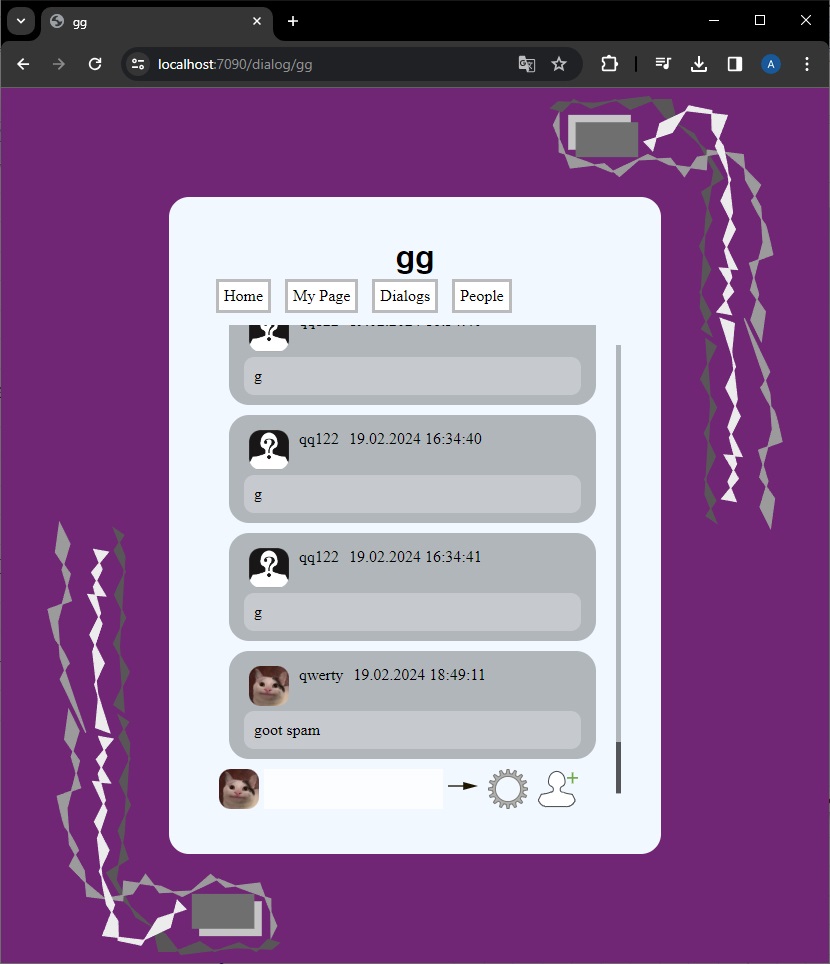 gg
localhost:7090/dialog/gg
A
gg
Home My Page Dialogs People
g
qq122 19.02.2024 16:34:40
g
qq122 19.02.2024 16:34:41
g
qwerty 19.02.2024 18:49:11
goot spam